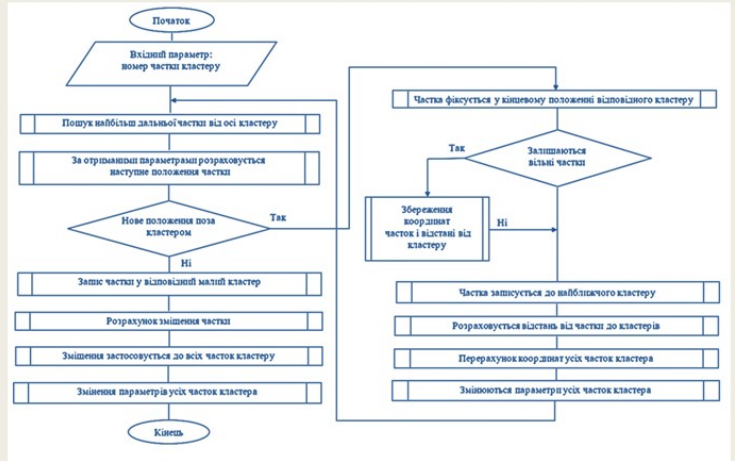 Початок
Вхідний параметр:
номер частки кластеру
Пошук найбільш дальньої частки від осі кластеру
За отриманими параметрами розраховується
наступне положення частки
Нове положення поза
кластером
Так
Ні
Запис частки у відповідний малий кластер
Розрахунок зміщення частки
Зміщення застосовується до всіх часток кластеру
Змінення параметрів усіх часток кластера
Кінець
Частка фіксується у кінцевому положенні відповідного кластеру
Залишаються
вільні частки
Так
Збереження
координат
часток і відстані від
кластеру
Ні
Частка записується до найближчого кластеру
Розраховується відстань від частки до кластерів
Перерахунок координат усіх часток кластера
Змінюються параметри усіх часток кластера